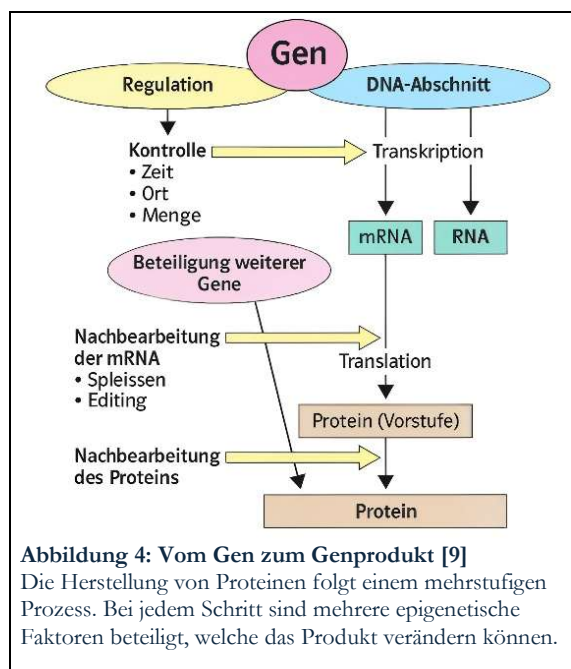 Gen
Regulation
DNA-Abschnitt
Kontrolle
• Zeit
• Ort
• Menge
Transkription
mRNA
RNA
Beteiligung weiterer
Gene
Nachbearbeitung
der mRNA
• Spleissen
• Editing
Translation
Protein (Vorstufe)
Nachbearbeitung
des Proteins
Protein
Abbildung 4: Vom Gen zum Genprodukt [9]
Die Herstellung von Proteinen folgt einem mehrstufigen
Prozess. Bei jedem Schritt sind mehrere epigenetische
Faktoren beteiligt, welche das Produkt verändern können.